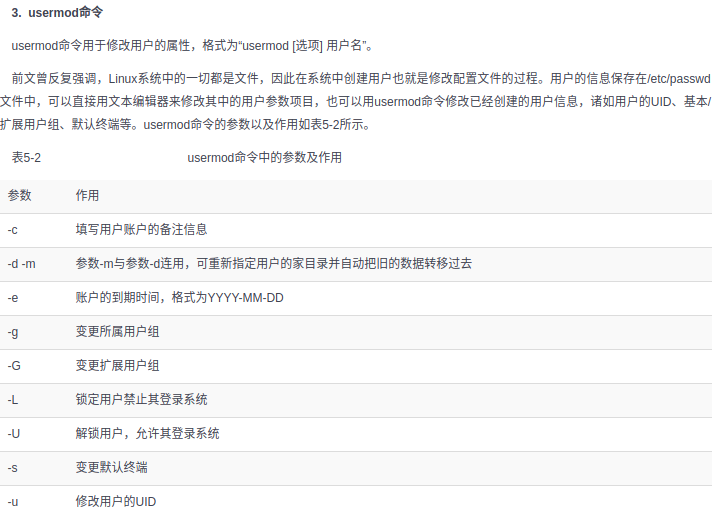 3. usermod命令
usermod命令用于修改用户的属性，格式为“usermod [选项] 用户名”。
前文曾反复强调，Linux系统中的一切都是文件，因此在系统中创建用户也就是修改配置文件的过程。用户的信息保存在/etc/passwd
文件中，可以直接用文本编辑器来修改其中的用户参数项目，也可以用usermod命令修改已经创建的用户信息，诸如用户的UID、基本/
扩展用户组、默认终端等。usermod命令的参数以及作用如表5-2所示。
表5-2 usermod命令中的参数及作用
参数 作用
-c 填写用户账户的备注信息
-d -m 参数-m与参数-d连用，可重新指定用户的家目录并自动把旧的数据转移过去
-e 账户的到期时间，格式为YYYY-MM-DD
-g 变更所属用户组
-G 变更扩展用户组
-L 锁定用户禁止其登录系统
-U 解锁用户，允许其登录系统
-s 变更默认终端
-u 修改用户的UID